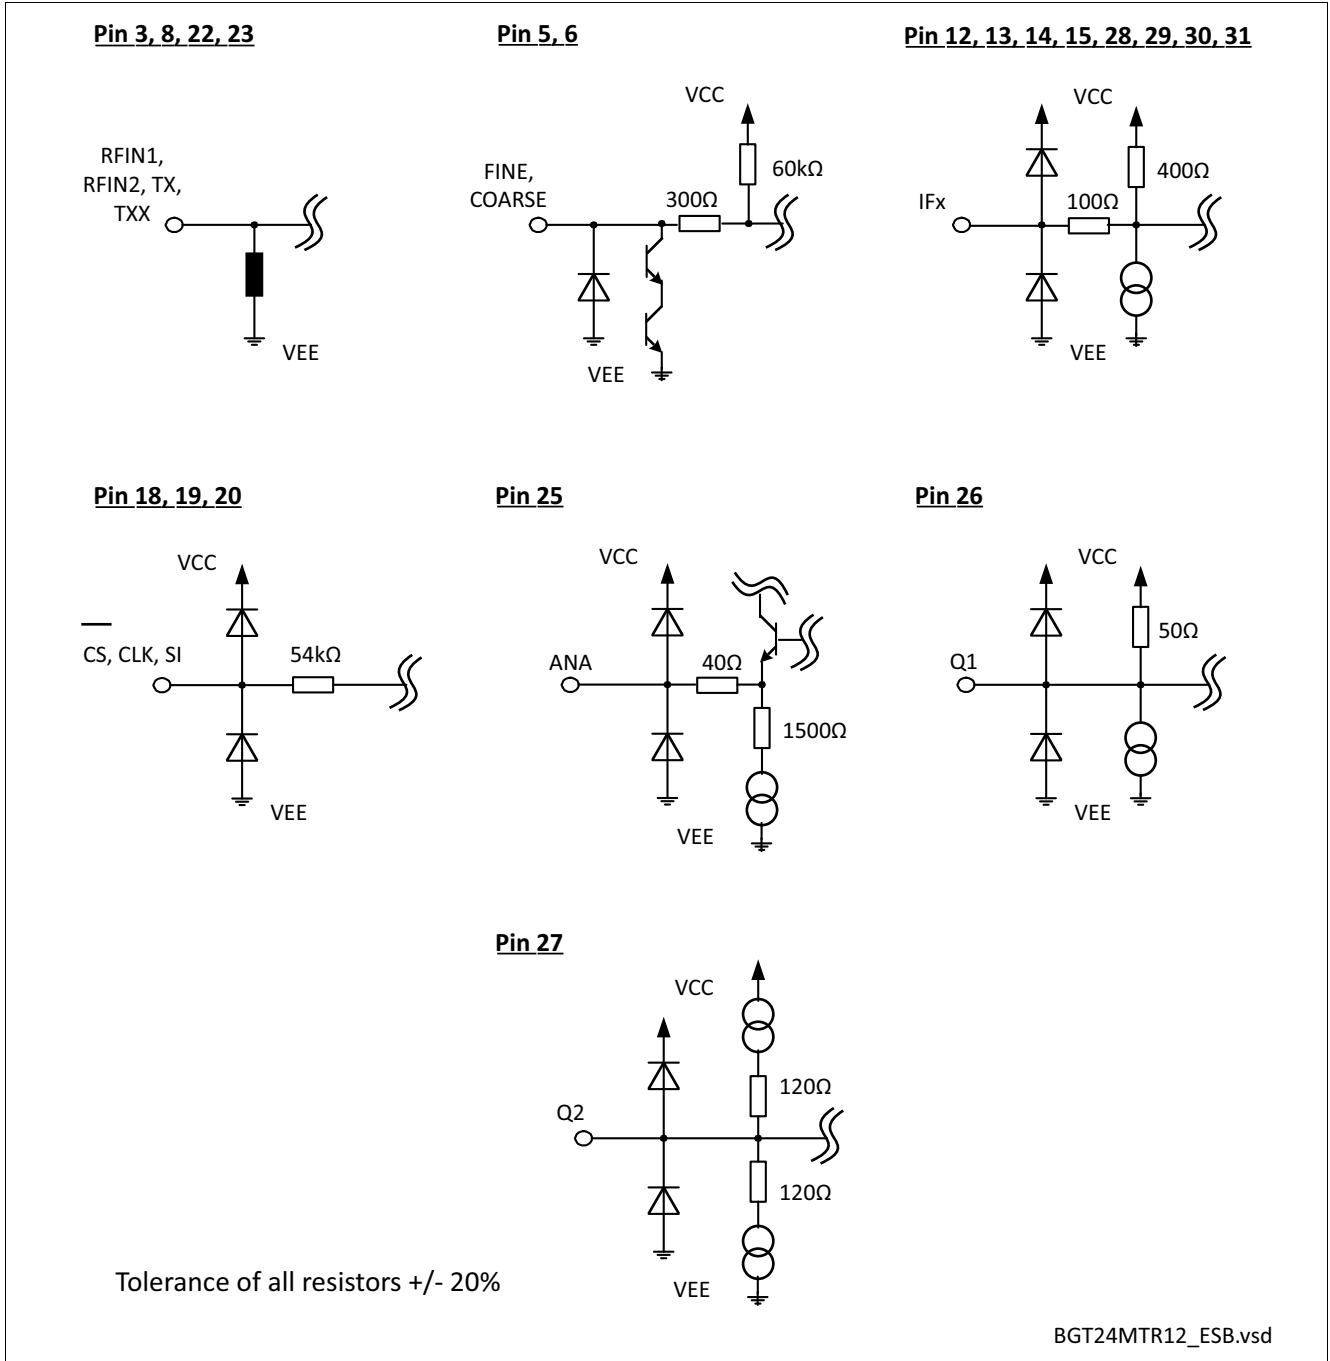 Pin 3, 8, 22, 23
RFIN1,
RFIN2, TX,
TXX
VEE
Pin 5, 6
VCC
60kΩ
300Ω
FINE,
COARSE
VEE
Pin 12, 13, 14, 15, 28, 29, 30, 31
VCC
400Ω
100Ω
IFx
VEE
Pin 18, 19, 20
VCC
54kΩ
C̅S̅, CLK, SI
VEE
Pin 25
VCC
ANA
40Ω
1500Ω
VEE
Pin 26
VCC
50Ω
Q1
VEE
Pin 27
VCC
120Ω
Q2
120Ω
VEE
Tolerance of all resistors +/- 20%
BGT24MTR12_ESB.vsd